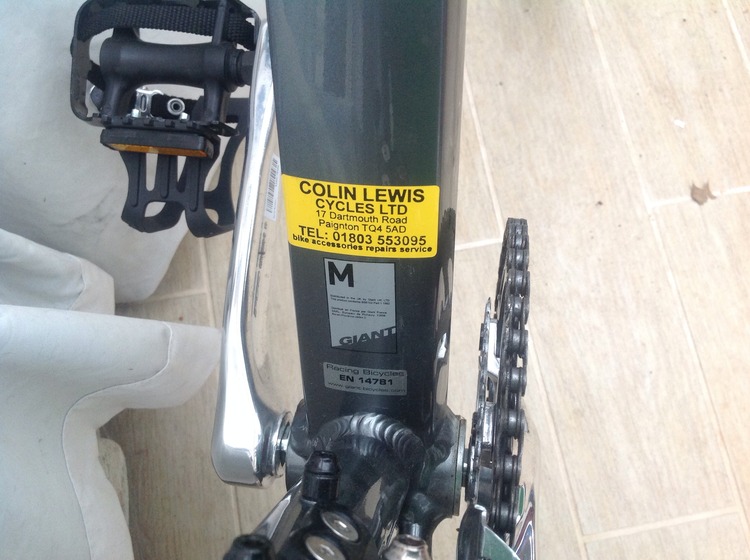 COLIN LEWIS
CYCLES LTD
17 Dartmouth Road
Paignton TQ4 5AD
TEL: 01803 553095
bike accessories repairs service
M
GIANT
Racing Bicycles
EN 14781